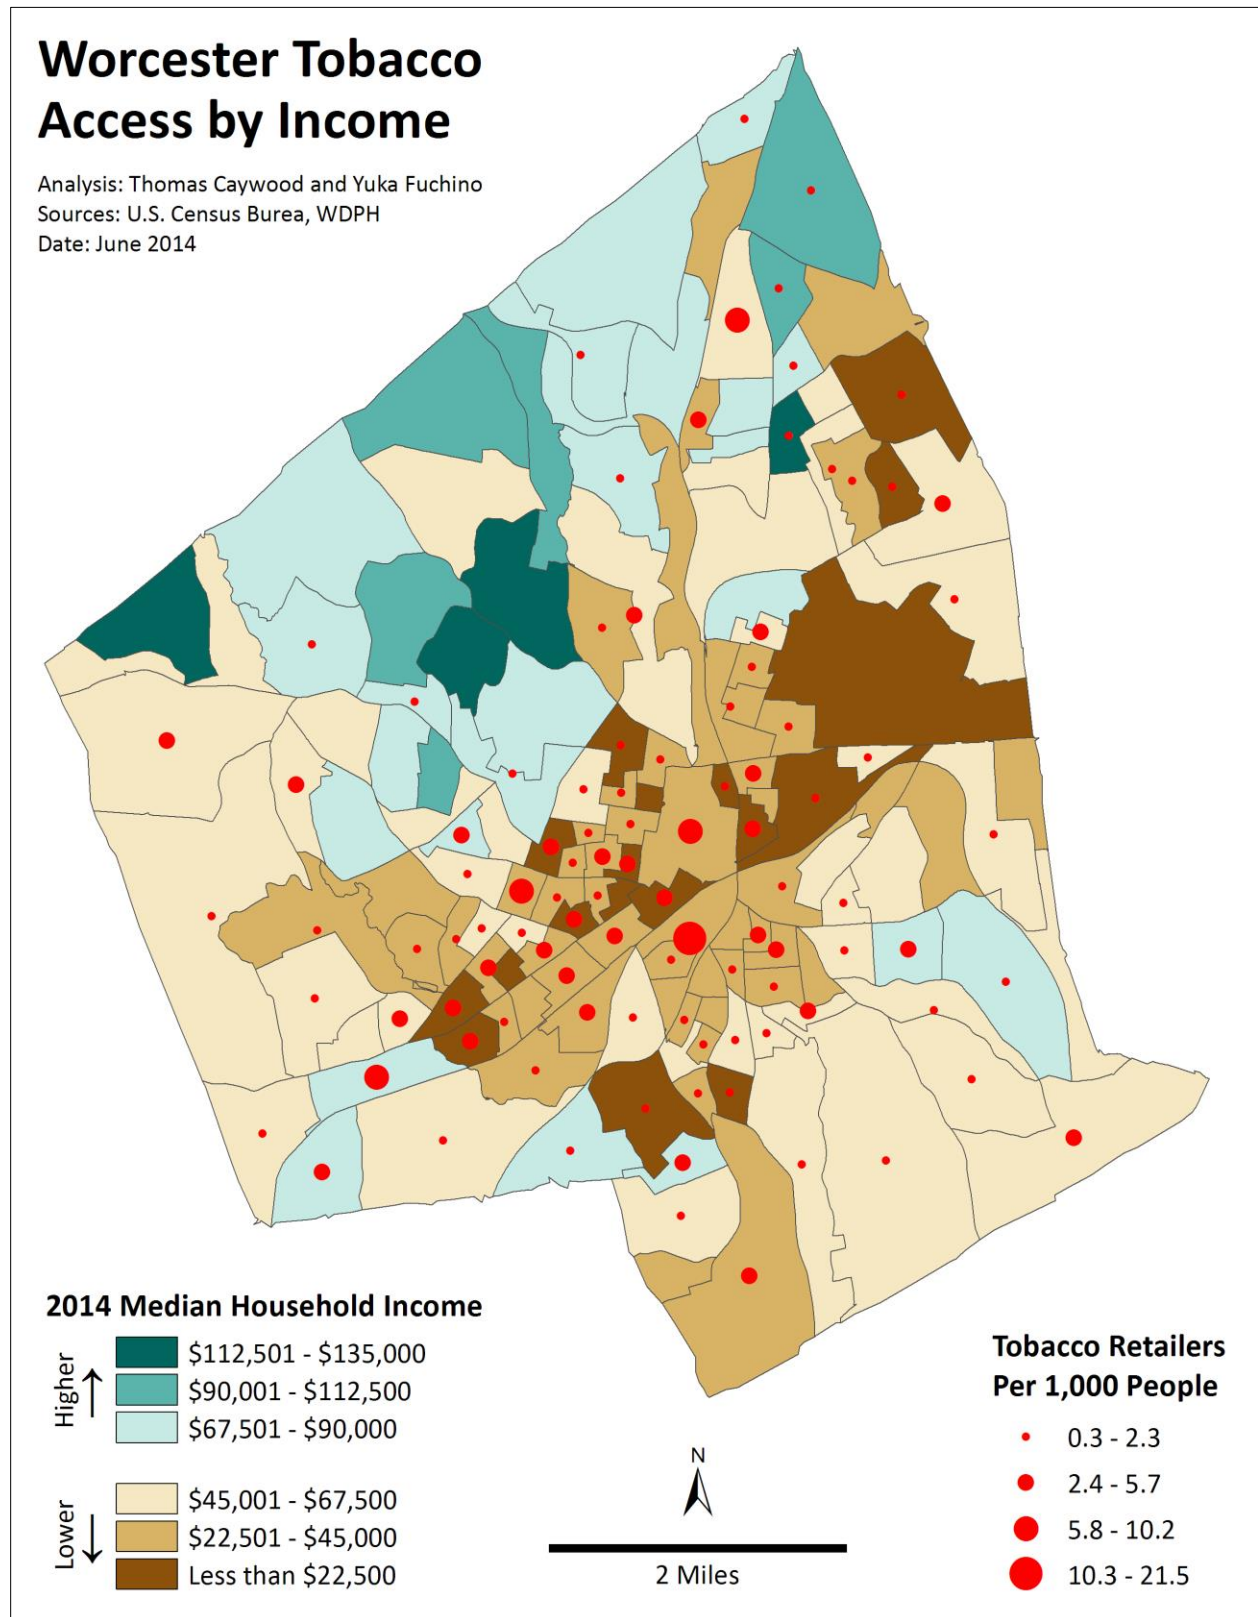 Worcester Tobacco
Access by Income
Analysis: Thomas Caywood and Yuka Fuchino
Sources: U.S. Census Burea, WDPH
Date: June 2014
2014 Median Household Income
Higher
$112,501 - $135,000
$90,001 - $112,500
$67,501 - $90,000
Lower
$45,001 - $67,500
$22,501 - $45,000
Less than $22,500
N
2 Miles
Tobacco Retailers
Per 1,000 People
0.3 - 2.3
2.4 - 5.7
5.8 - 10.2
10.3 - 21.5